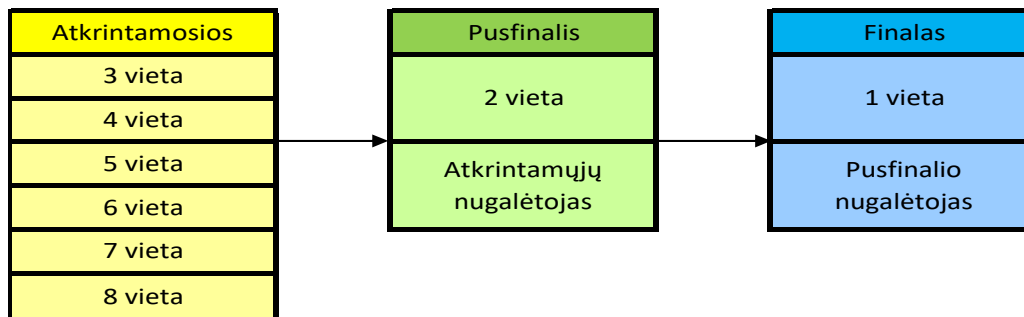 Atkrintamosios
3 vieta
4 vieta
5 vieta
6 vieta
7 vieta
8 vieta
Pusfinalis
2 vieta
Atkrintamųjų
nugalėtojas
Finalas
1 vieta
Pusfinalio
nugalėtojas